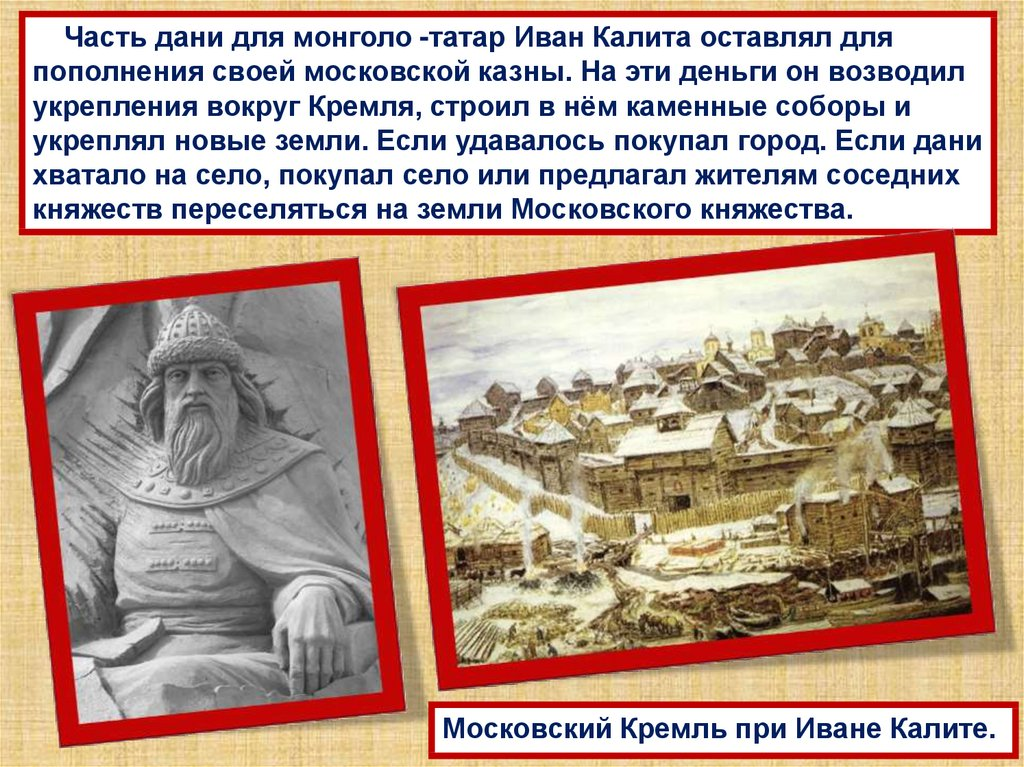 Часть дани для монголо -татар Иван Калита оставлял для
пополнения своей московской казны. На эти деньги он возводил
укрепления вокруг Кремля, строил в нём каменные соборы и
укреплял новые земли. Если удавалось покупал город. Если дани
хватало на село, покупал село или предлагал жителям соседних
княжеств переселяться на земли Московского княжества.
Московский Кремль при Иване Калите.